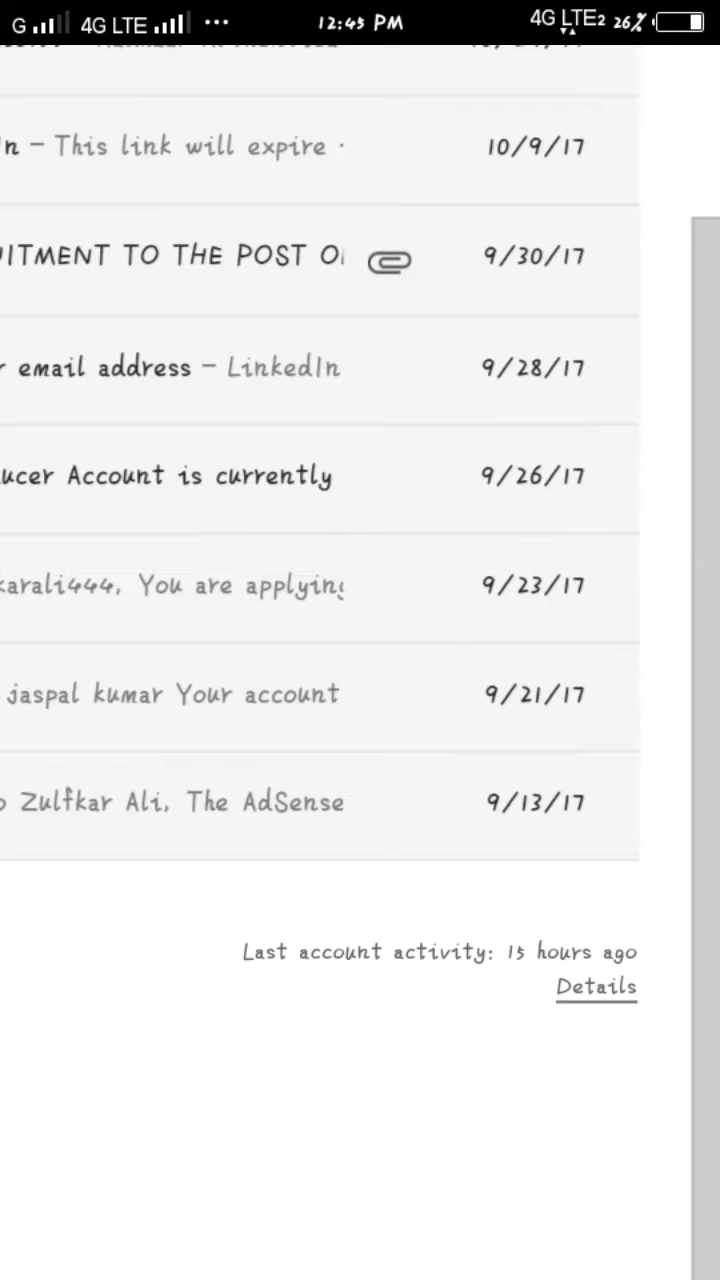 G 4G LTE ... 12:45 PM 4G LTE2 26%
n – This link will expire · 10/9/17
ITMENT TO THE POST O 9/30/17
r email address – LinkedIn 9/28/17
ucer Account is currently 9/26/17
karali444, You are applying 9/23/17
jaspal kumar Your account 9/21/17
o Zulfkar Ali, The AdSense 9/13/17
Last account activity: 15 hours ago
Details